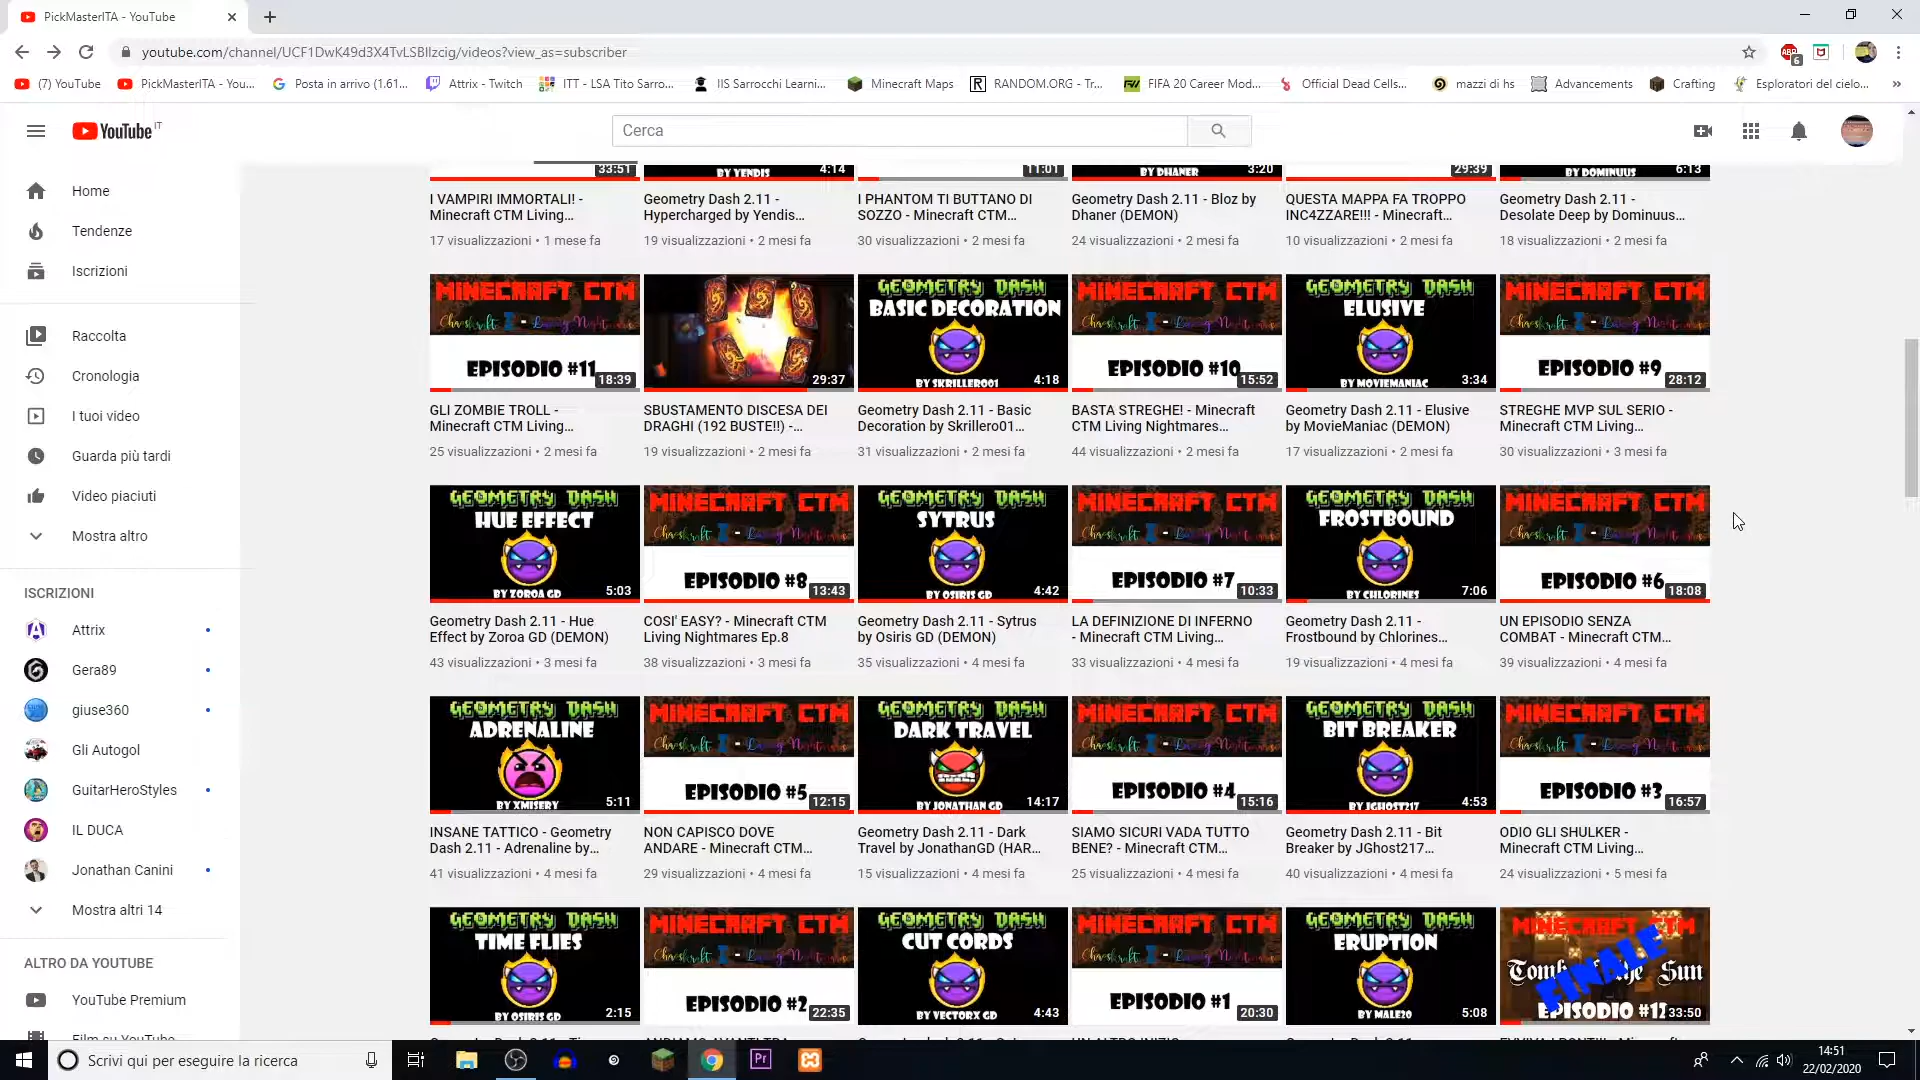 PickMasterITA - YouTube
youtube.com/channel/UCF1DwK49d3X4TvLSBIlzcig/videos?view_as=subscriber
ABP
6
(7) YouTube
PickMasterITA - You...
Posta in arrivo (1.61...
Attrix - Twitch
ITT - LSA Tito Sarro...
IIS Sarrocchi Learni...
Minecraft Maps
RANDOM.ORG - Tr...
FIFA 20 Career Mod...
Official Dead Cells...
mazzi di hs
Advancements
Crafting
Esploratori del cielo...
»
YouTube IT
Cerca
Home
Tendenze
Iscrizioni
Raccolta
Cronologia
I tuoi video
Guarda più tardi
Video piaciuti
Mostra altro
ISCRIZIONI
Attrix
Gera89
giuse360
Gli Autogol
GuitarHeroStyles
IL DUCA
Jonathan Canini
Mostra altri 14
ALTRO DA YOUTUBE
YouTube Premium
Film su YouTube
33:51
BY YENDIS 4:14
11:01
BY DHANER 3:20
29:39
BY DOMINUUS 6:13
I VAMPIRI IMMORTALI! -
Minecraft CTM Living...
17 visualizzazioni • 1 mese fa
Geometry Dash 2.11 -
Hypercharged by Yendis...
19 visualizzazioni • 2 mesi fa
I PHANTOM TI BUTTANO DI
SOZZO - Minecraft CTM...
30 visualizzazioni • 2 mesi fa
Geometry Dash 2.11 - Bloz by
Dhaner (DEMON)
24 visualizzazioni • 2 mesi fa
QUESTA MAPPA FA TROPPO
INC4ZZARE!!! - Minecraft...
10 visualizzazioni • 2 mesi fa
Geometry Dash 2.11 -
Desolate Deep by Dominuus...
18 visualizzazioni • 2 mesi fa
MINECRAFT CTM
EPISODIO #11
18:39
GLI ZOMBIE TROLL -
Minecraft CTM Living...
25 visualizzazioni • 2 mesi fa
29:37
SBUSTAMENTO DISCESA DEI
DRAGHI (192 BUSTE!!) -...
19 visualizzazioni • 2 mesi fa
GEOMETRY DASH
BASIC DECORATION
BY SKRILLERO01
4:18
Geometry Dash 2.11 - Basic
Decoration by Skrillero01...
31 visualizzazioni • 2 mesi fa
MINECRAFT CTM
EPISODIO #10
15:52
BASTA STREGHE! - Minecraft
CTM Living Nightmares...
44 visualizzazioni • 2 mesi fa
GEOMETRY DASH
ELUSIVE
BY MOVIEMANIAC
3:34
Geometry Dash 2.11 - Elusive
by MovieManiac (DEMON)
17 visualizzazioni • 2 mesi fa
MINECRAFT CTM
EPISODIO #9
28:12
STREGHE MVP SUL SERIO -
Minecraft CTM Living...
30 visualizzazioni • 3 mesi fa
GEOMETRY DASH
HUE EFFECT
BY ZOROA GD
5:03
Geometry Dash 2.11 - Hue
Effect by Zoroa GD (DEMON)
43 visualizzazioni • 3 mesi fa
MINECRAFT CTM
EPISODIO #8
13:43
COSI' EASY? - Minecraft CTM
Living Nightmares Ep.8
38 visualizzazioni • 3 mesi fa
GEOMETRY DASH
SYTRUS
BY OSIRIS GD
4:42
Geometry Dash 2.11 - Sytrus
by Osiris GD (DEMON)
35 visualizzazioni • 4 mesi fa
MINECRAFT CTM
EPISODIO #7
10:33
LA DEFINIZIONE DI INFERNO
- Minecraft CTM Living...
33 visualizzazioni • 4 mesi fa
GEOMETRY DASH
FROSTBOUND
BY CHLORINES
7:06
Geometry Dash 2.11 -
Frostbound by Chlorines...
19 visualizzazioni • 4 mesi fa
MINECRAFT CTM
EPISODIO #6
18:08
UN EPISODIO SENZA
COMBAT - Minecraft CTM...
39 visualizzazioni • 4 mesi fa
GEOMETRY DASH
ADRENALINE
BY XMISERY
5:11
INSANE TATTICO - Geometry
Dash 2.11 - Adrenaline by...
41 visualizzazioni • 4 mesi fa
MINECRAFT CTM
EPISODIO #5
12:15
NON CAPISCO DOVE
ANDARE - Minecraft CTM...
29 visualizzazioni • 4 mesi fa
GEOMETRY DASH
DARK TRAVEL
BY JONATHAN GD
14:17
Geometry Dash 2.11 - Dark
Travel by JonathanGD (HAR...
15 visualizzazioni • 4 mesi fa
MINECRAFT CTM
EPISODIO #4
15:16
SIAMO SICURI VADA TUTTO
BENE? - Minecraft CTM...
25 visualizzazioni • 4 mesi fa
GEOMETRY DASH
BIT BREAKER
BY JGHOST217
4:53
Geometry Dash 2.11 - Bit
Breaker by JGhost217...
40 visualizzazioni • 4 mesi fa
MINECRAFT CTM
EPISODIO #3
16:57
ODIO GLI SHULKER -
Minecraft CTM Living...
24 visualizzazioni • 5 mesi fa
GEOMETRY DASH
TIME FLIES
BY OSIRIS GD
2:15
MINECRAFT CTM
EPISODIO #2
22:35
GEOMETRY DASH
CUT CORDS
BY VECTORX GD
4:43
MINECRAFT CTM
EPISODIO #1
20:30
GEOMETRY DASH
ERUPTION
BY MALE20
5:08
MINECRAFT CTM
Tomb of the Sun
FINALE
EPISODIO #12
33:50
Scrivi qui per eseguire la ricerca
Pr
14:51
22/02/2020